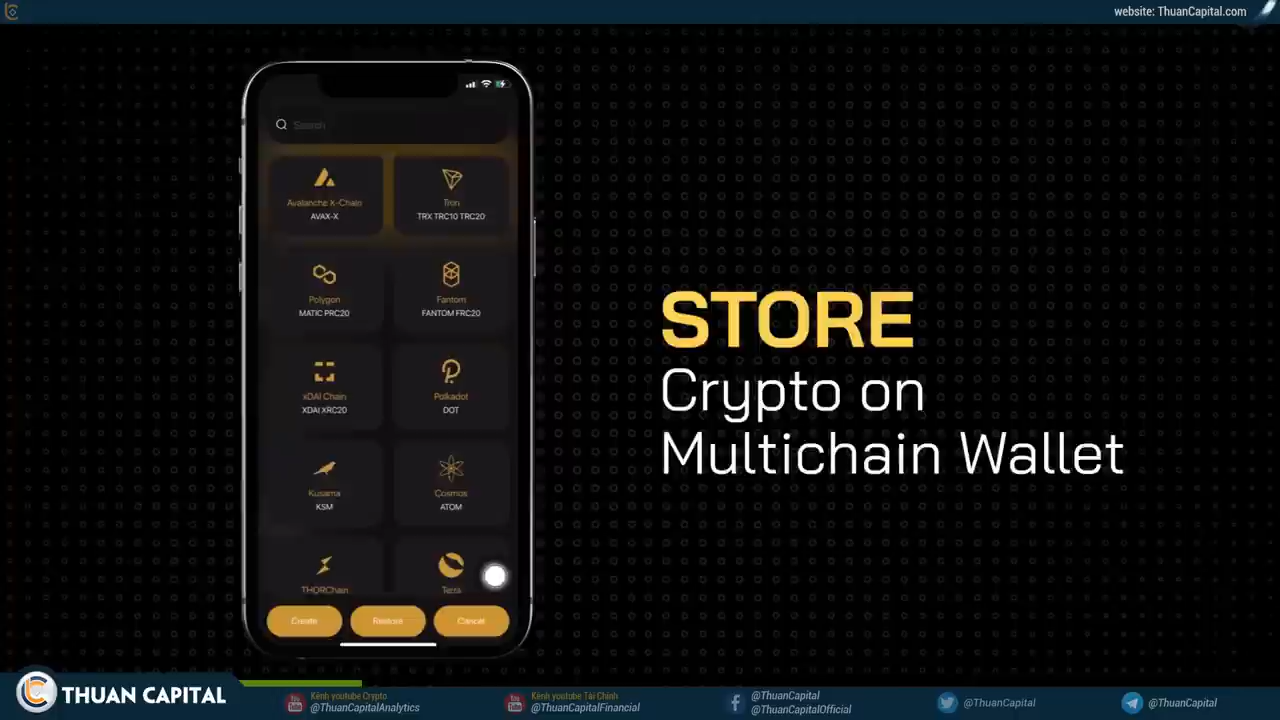 website: ThuanCapital.com
Search
Avalanche X-Chain
AVAX-X
Tron
TRX TRC10 TRC20
Polygon
MATIC PRC20
Fantom
FANTOM FRC20
xDAI Chain
XDAI XRC20
Polkadot
DOT
Kusama
KSM
Cosmos
ATOM
THORChain
Terra
Create
Restore
Cancel
STORE
Crypto on
Multichain Wallet
THUAN CAPITAL
Kênh youtube Crypto
@ThuanCapitalAnalytics
Kênh youtube Tài Chính
@ThuanCapitalFinancial
@ThuanCapital
@ThuanCapitalOfficial
@ThuanCapital
@ThuanCapital